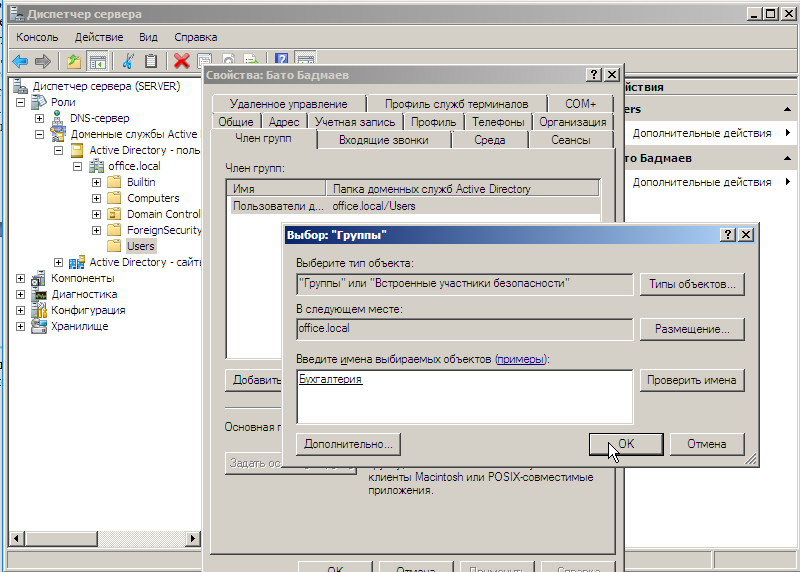 Диспетчер сервера
Консоль Действие Вид Справка
Диспетчер сервера (SERVER)
Роли
DNS-сервер
Доменные службы Active
Active Directory - поль
office.local
Builtin
Computers
Domain Control
ForeignSecurity
Users
Active Directory - сайты
Компоненты
Диагностика
Конфигурация
Хранилище
Свойства: Бато Бадмаев
Удаленное управление Профиль служб терминалов COM+
Общие Адрес Учетная запись Профиль Телефоны Организация
Член групп Входящие звонки Среда Сеансы
Член групп:
Имя Папка доменных служб Active Directory
Пользователи д... office.local/Users
Добавить
Основная г
Задать ос
клиенты Macintosh или POSIX-совместимые
приложения.
OK Отмена Применить Справка
Выбор: "Группы"
Выберите тип объекта:
"Группы" или "Встроенные участники безопасности"
Типы объектов...
В следующем месте:
office.local
Размещение...
Введите имена выбираемых объектов (примеры):
Бухгалтерия
Проверить имена
Дополнительно...
OK
Отмена
йствия
ers
Дополнительные действия
то Бадмаев
Дополнительные действия